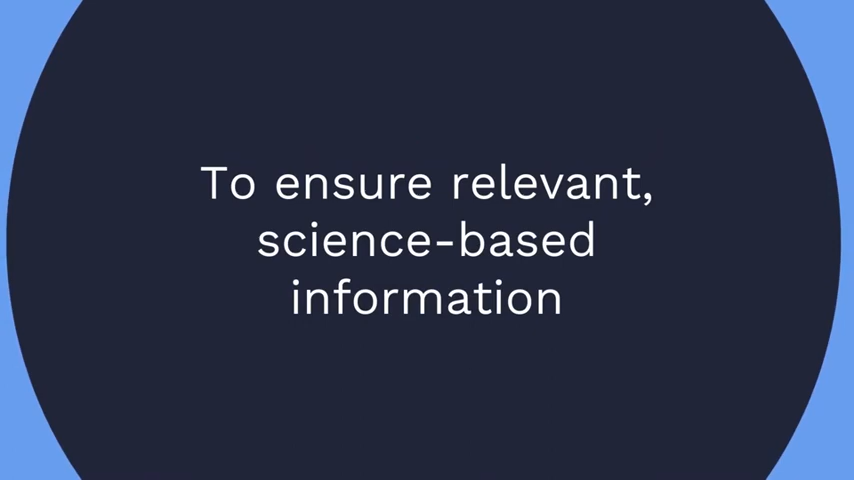 To ensure relevant,
science-based
information